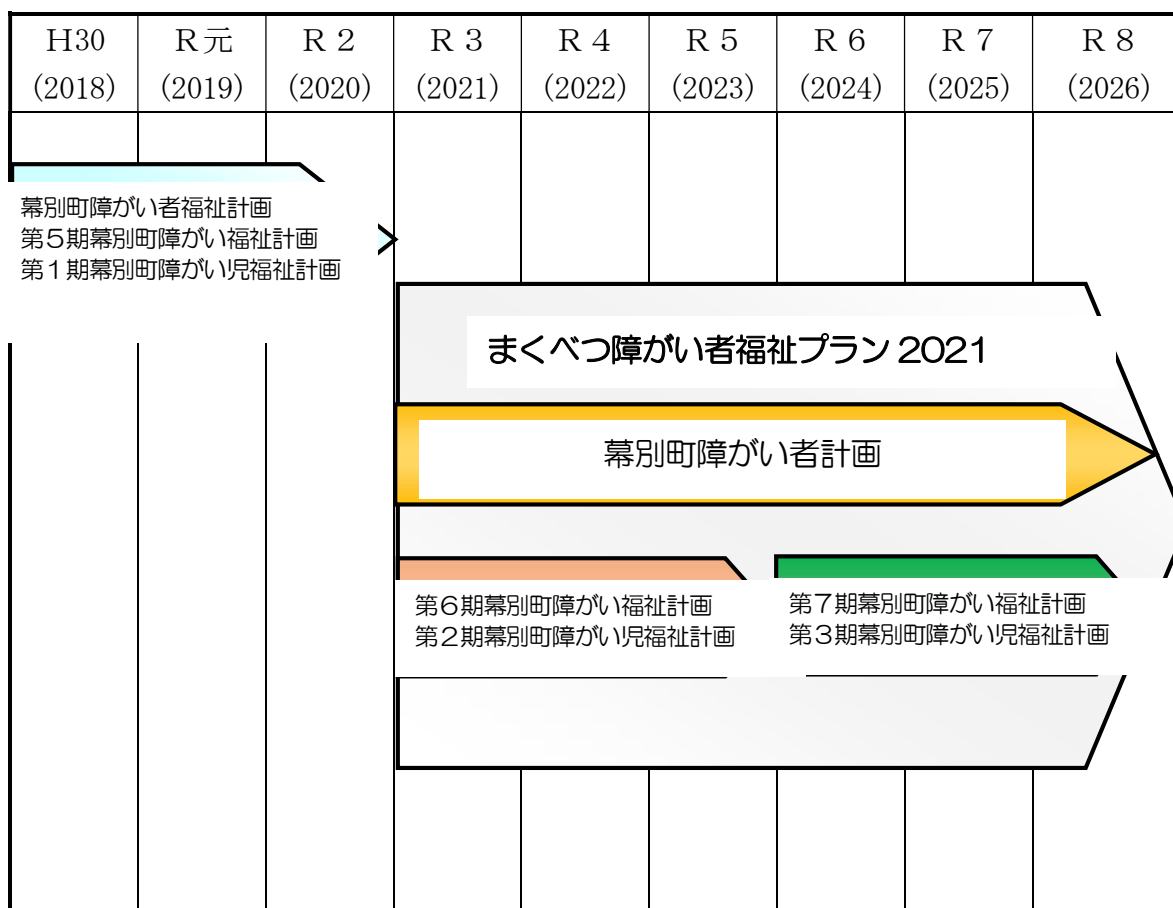 H30 R元 R2 R3 R4 R5 R6 R7 R8
(2018) (2019) (2020) (2021) (2022) (2023) (2024) (2025) (2026)
幕別町障がい者福祉計画
第5期幕別町障がい福祉計画
第1期幕別町障がい児福祉計画
まくべつ障がい者福祉プラン2021
幕別町障がい者計画
第6期幕別町障がい福祉計画
第2期幕別町障がい児福祉計画
第7期幕別町障がい福祉計画
第3期幕別町障がい児福祉計画